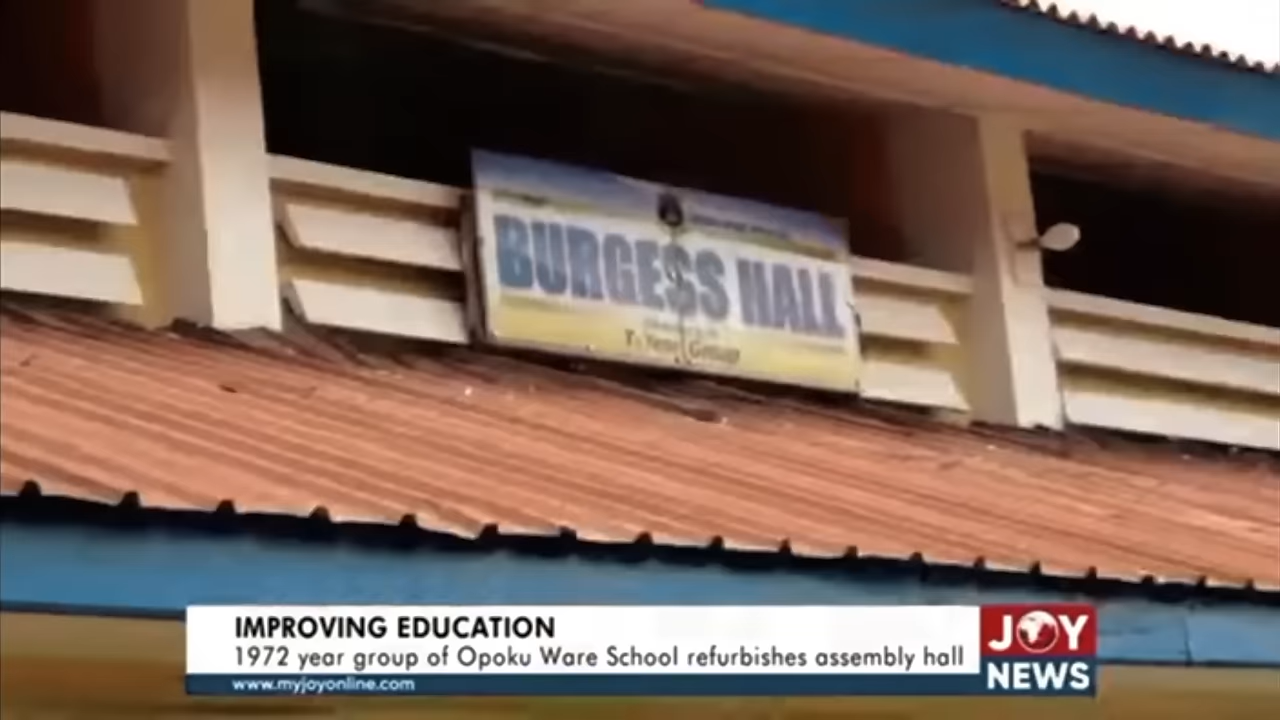 BURGESS HALL
Group
IMPROVING EDUCATION
1972 year group of Opoku Ware School refurbishes assembly hall
www.myjoyonline.com
JOY
NEWS